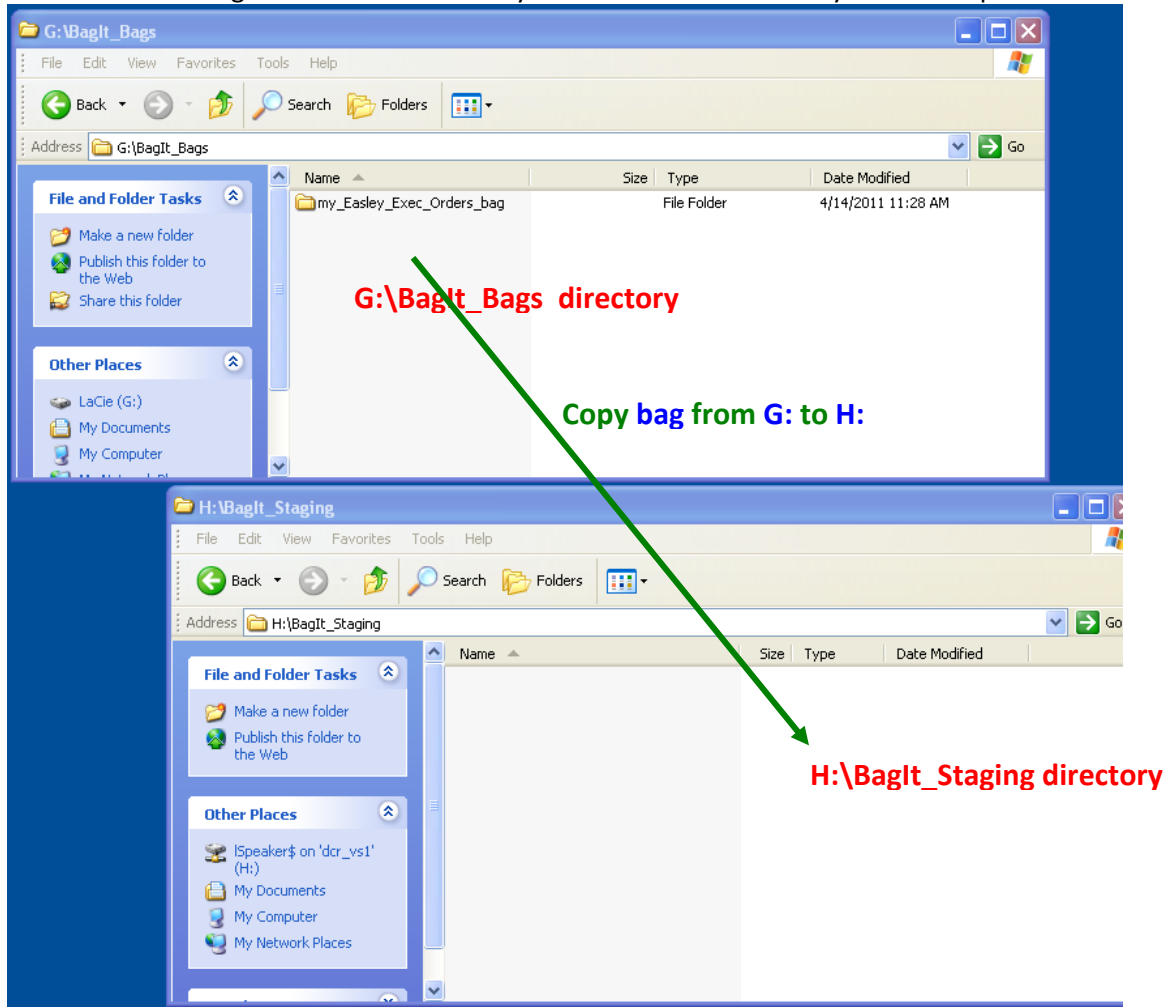 G:\BagIt_Bags
File Edit View Favorites Tools Help
Back Search Folders
Address G:\BagIt_Bags Go
Name Size Type Date Modified
File and Folder Tasks
my_Easley_Exec_Orders_bag File Folder 4/14/2011 11:28 AM
Make a new folder
Publish this folder to
the Web
Share this folder
G:\BagIt_Bags directory
Other Places
LaCie (G:)
Copy bag from G: to H:
My Documents
My Computer
H:\BagIt_Staging
File Edit View Favorites Tools Help
Back Search Folders
Address H:\BagIt_Staging Go
Name Size Type Date Modified
File and Folder Tasks
Make a new folder
Publish this folder to
the Web
H:\BagIt_Staging directory
Other Places
lSpeaker$ on 'dcr_vs1'
(H:)
My Documents
My Computer
My Network Places